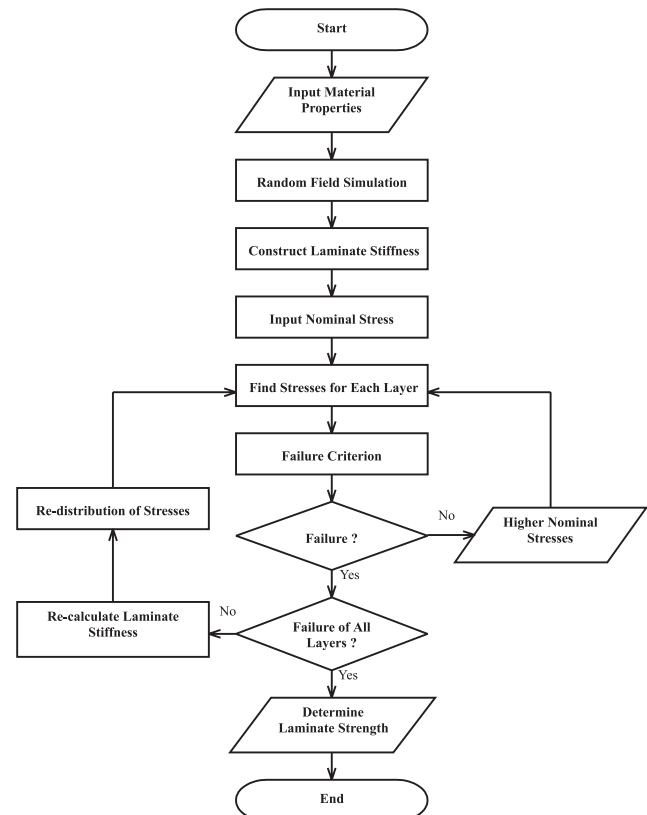 Start
Input Material
Properties
Random Field Simulation
Construct Laminate Stiffness
Input Nominal Stress
Find Stresses for Each Layer
Failure Criterion
Re-distribution of Stresses
Failure ?
No
Higher Nominal
Stresses
Yes
Re-calculate Laminate
Stiffness
No
Failure of All
Layers ?
Yes
Determine
Laminate Strength
End